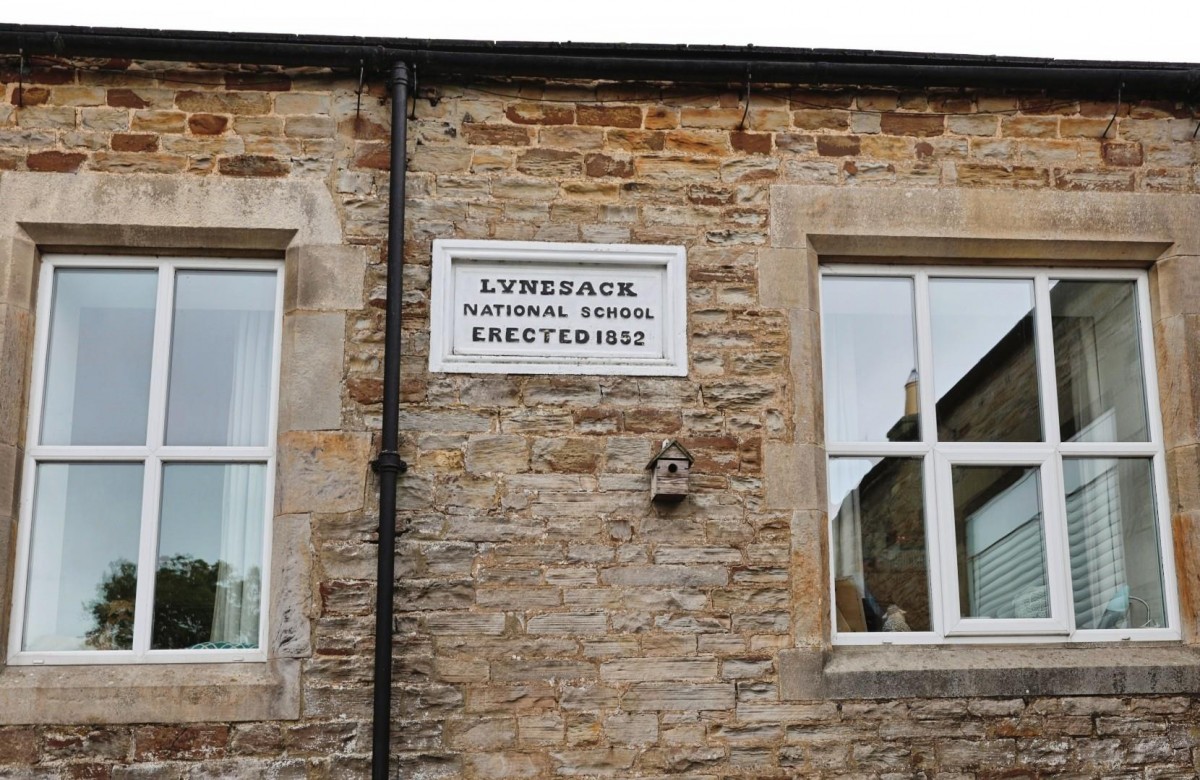 LYNESACK
NATIONAL SCHOOL
ERECTED 1852